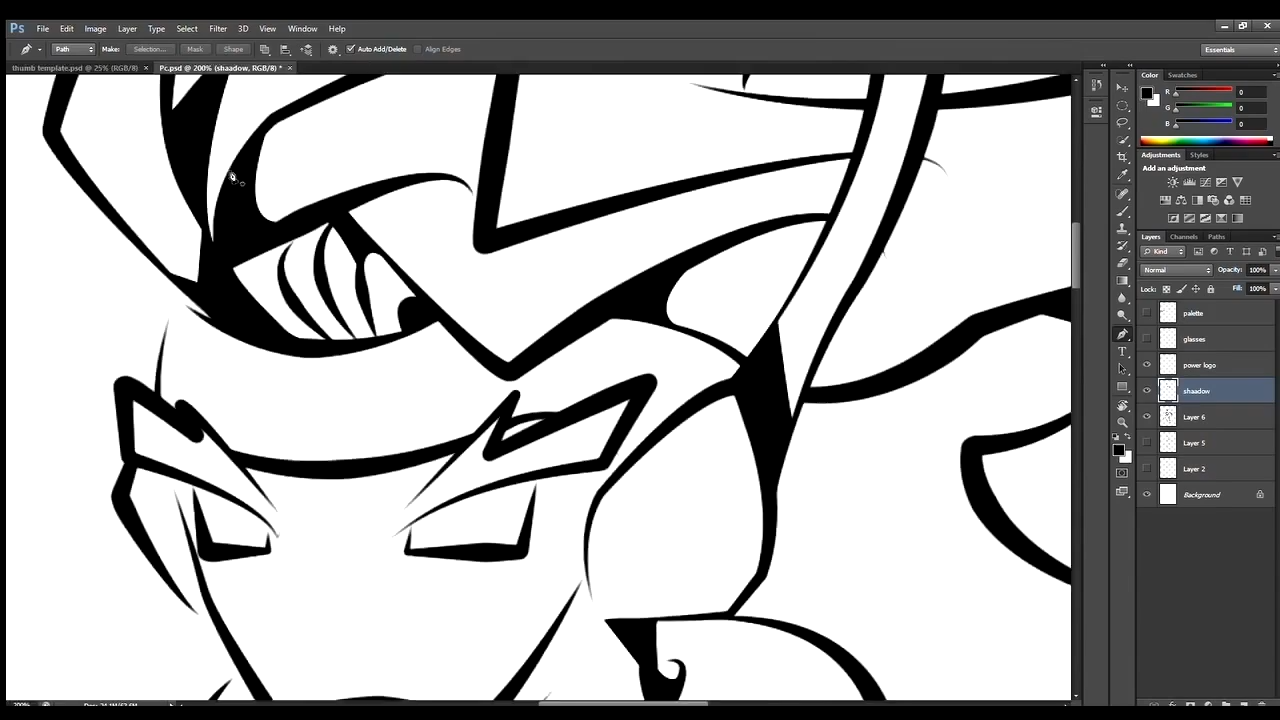 Ps File Edit Image Layer Type Select Filter 3D View Window Help
Path Make: Selection... Mask Shape Auto Add/Delete Align Edges Essentials
thumb template.psd @ 25% (RGB/8) × Pc.psd @ 200% (shaadow, RGB/8) * ×
Color Swatches
R 0
G 0
B 0
Adjustments Styles
Add an adjustment
Layers Channels Paths
Kind
Normal Opacity: 100%
Lock: Fill: 100%
palette
glasses
power logo
shaadow
Layer 6
Layer 5
Layer 2
Background